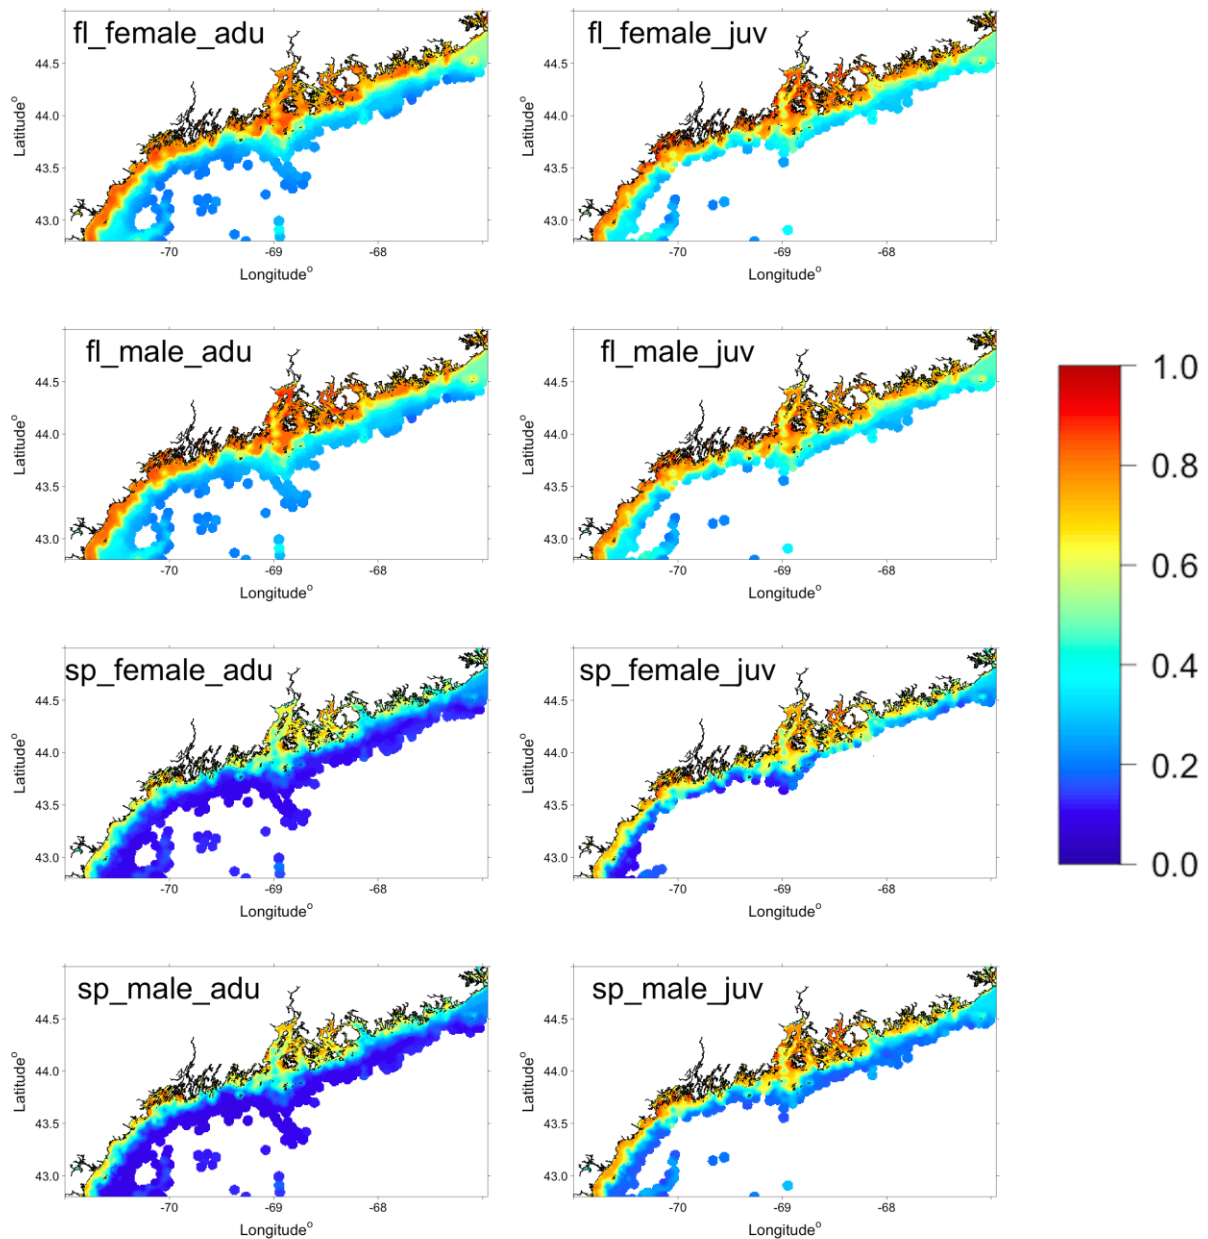 fl_female_adu
Latitude°
44.5
44.0
43.5
43.0
-70
-69
-68
Longitude°
fl_female_juv
Latitude°
44.5
44.0
43.5
43.0
-70
-69
-68
Longitude°
fl_male_adu
Latitude°
44.5
44.0
43.5
43.0
-70
-69
-68
Longitude°
fl_male_juv
Latitude°
44.5
44.0
43.5
43.0
-70
-69
-68
Longitude°
1.0
0.8
0.6
0.4
0.2
0.0
sp_female_adu
Latitude°
44.5
44.0
43.5
43.0
-70
-69
-68
Longitude°
sp_female_juv
Latitude°
44.5
44.0
43.5
43.0
-70
-69
-68
Longitude°
sp_male_adu
Latitude°
44.5
44.0
43.5
43.0
-70
-69
-68
Longitude°
sp_male_juv
Latitude°
44.5
44.0
43.5
43.0
-70
-69
-68
Longitude°